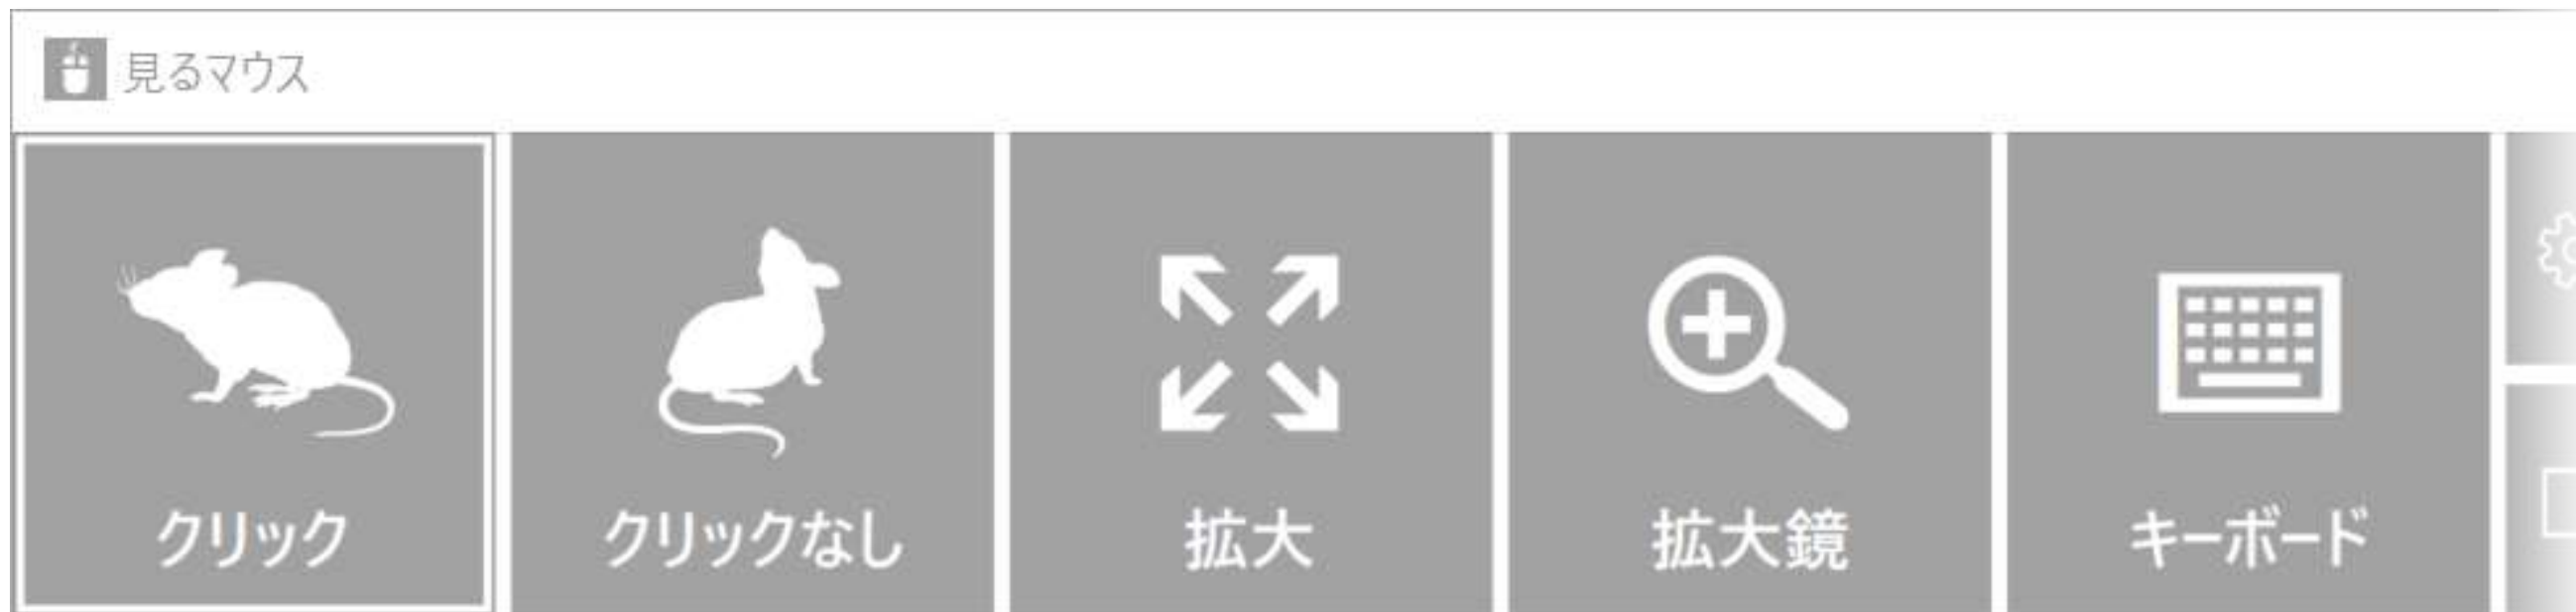 見るマウス
クリック
クリックなし
拡大
拡大鏡
キーボード